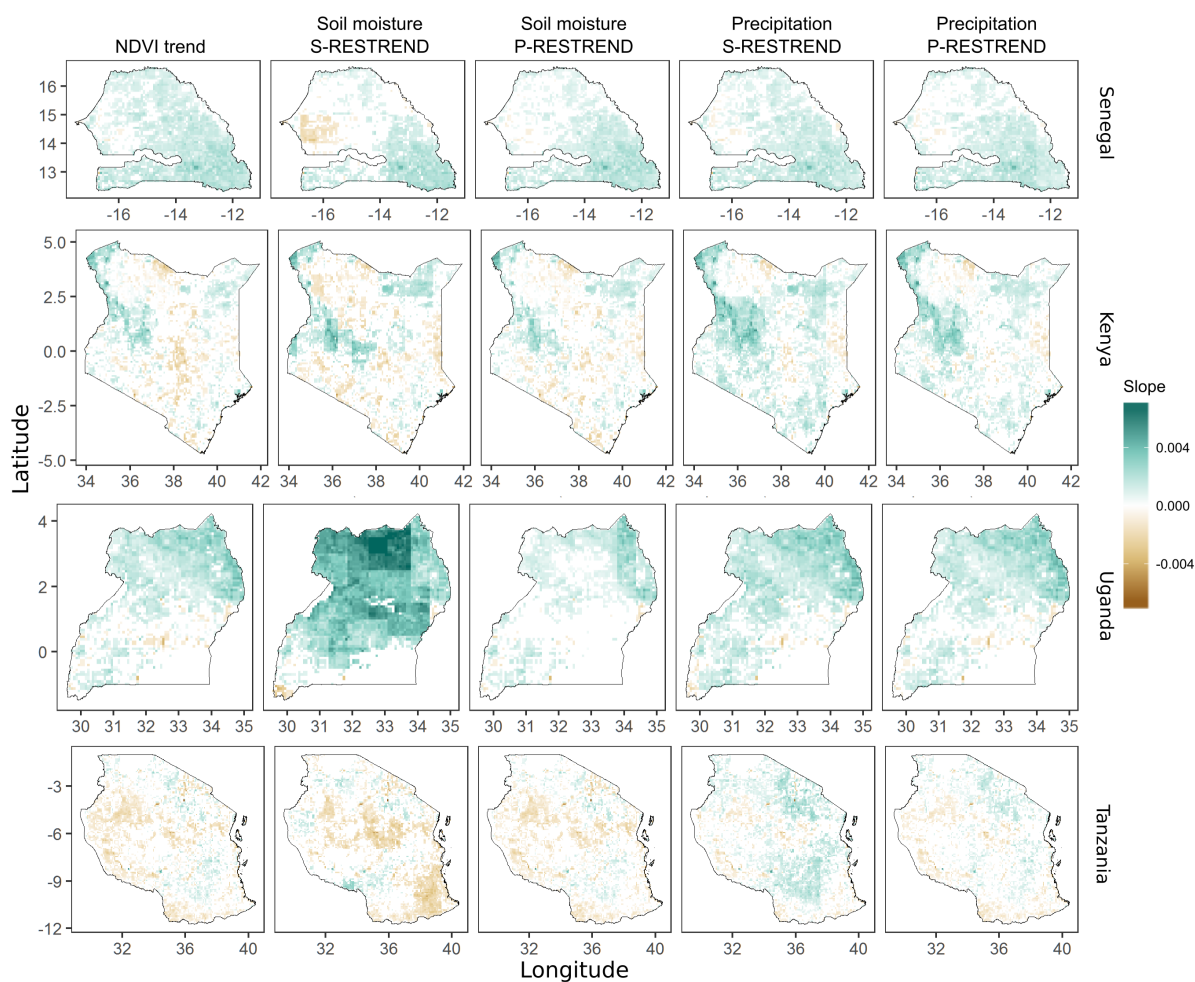 NDVI trend
Soil moisture
S-RESTREND
Soil moisture
P-RESTREND
Precipitation
S-RESTREND
Precipitation
P-RESTREND
16
15
14
13
-16 -14 -12
-16 -14 -12
-16 -14 -12
-16 -14 -12
-16 -14 -12
Senegal
5.0
2.5
0.0
-2.5
-5.0
34 36 38 40 42
34 36 38 40 42
34 36 38 40 42
34 36 38 40 42
34 36 38 40 42
Kenya
Latitude
Slope
0.004
0.000
-0.004
4
2
0
30 31 32 33 34 35
30 31 32 33 34 35
30 31 32 33 34 35
30 31 32 33 34 35
30 31 32 33 34 35
Uganda
-3
-6
-9
-12
32 36 40
32 36 40
32 36 40
32 36 40
32 36 40
Tanzania
Longitude